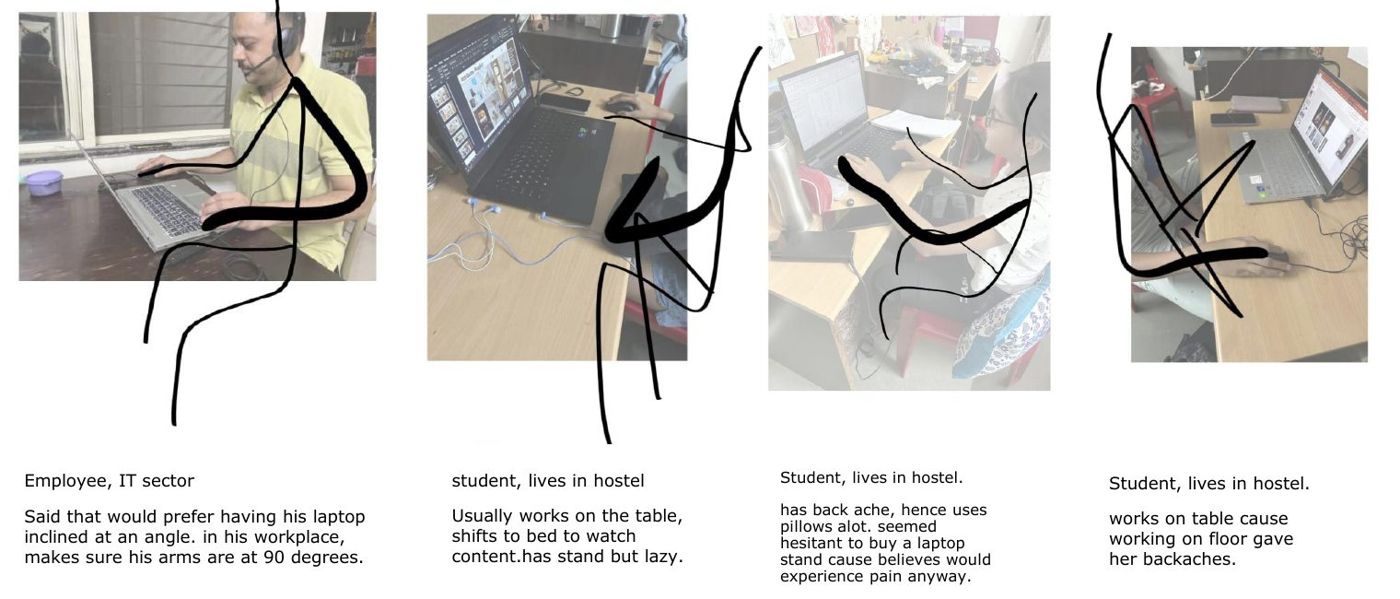 Employee, IT sector
Said that would prefer having his laptop
inclined at an angle. in his workplace,
makes sure his arms are at 90 degrees.
student, lives in hostel
Usually works on the table,
shifts to bed to watch
content.has stand but lazy.
Student, lives in hostel.
has back ache, hence uses
pillows alot. seemed
hesitant to buy a laptop
stand cause believes would
experience pain anyway.
Student, lives in hostel.
works on table cause
working on floor gave
her backaches.